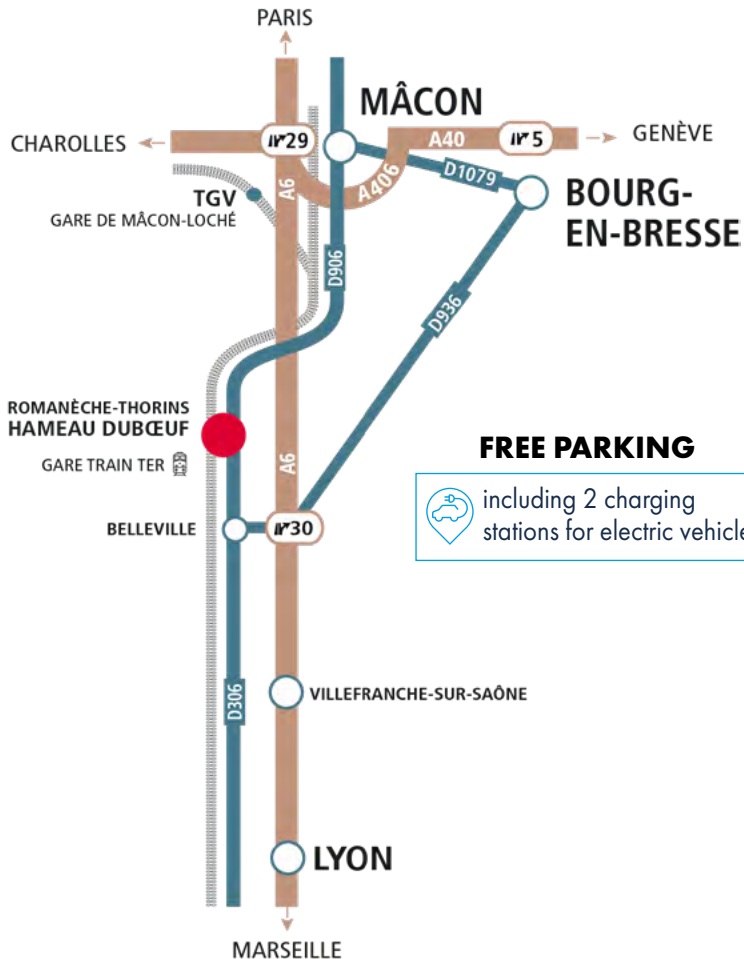 PARIS
MÂCON
CHAROLLES
29
A40
5
GENÈVE
D1079
A406
A6
TGV
GARE DE MÂCON-LOCHÉ
BOURG-
EN-BRESSE
D906
D936
ROMANÈCHE-THORINS
HAMEAU DUBŒUF
GARE TRAIN TER
A6
FREE PARKING
including 2 charging
stations for electric vehicle
BELLEVILLE
30
D306
VILLEFRANCHE-SUR-SAÔNE
LYON
MARSEILLE